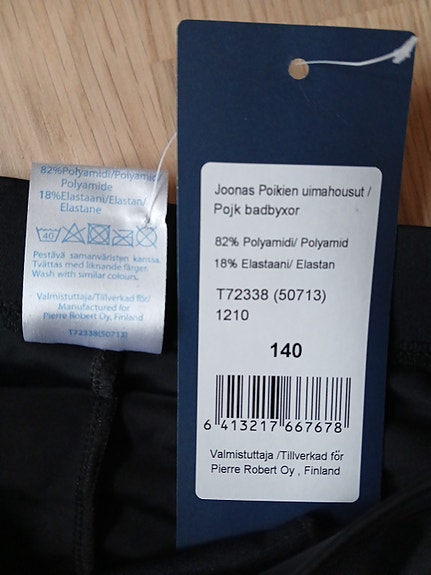 82%Polyamidi/Polyamid/
Polyamide
18%Elastaani/Elastan/
Elastane
40
Pestävä samanväristen kanssa.
Tvättas med liknande färger.
Wash with similar colours.
Valmistuttaja/Tälverkad för/
Manufactured for
Pierre Robert Oy, Finland
T72338(50713)
Joonas Poikien uimahousut /
Pojk badbyxor
82% Polyamidi/ Polyamid
18% Elastaani/ Elastan
T72338 (50713)
1210
140
6 413217 667678
Valmistuttaja /Tillverkad för
Pierre Robert Oy , Finland